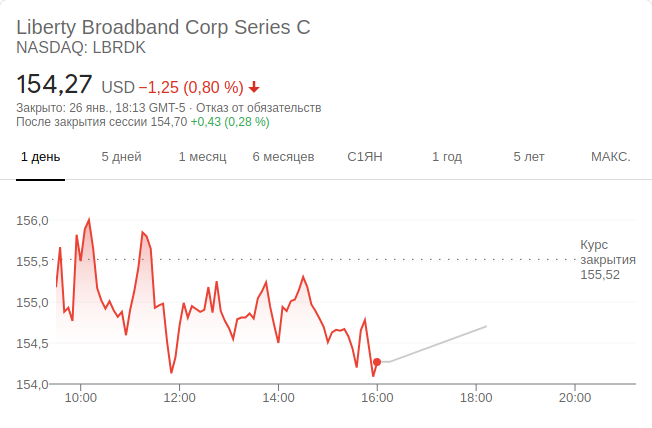 Liberty Broadband Corp Series C
NASDAQ: LBRDK
154,27 USD −1,25 (0,80 %)
Закрыто: 26 янв., 18:13 GMT-5 · Отказ от обязательств
После закрытия сессии 154,70 +0,43 (0,28 %)
1 день 5 дней 1 месяц 6 месяцев С1ЯН 1 год 5 лет МАКС.
156,0
155,5
155,0
154,5
154,0
Курс
закрытия
155,52
10:00 12:00 14:00 16:00 18:00 20:00